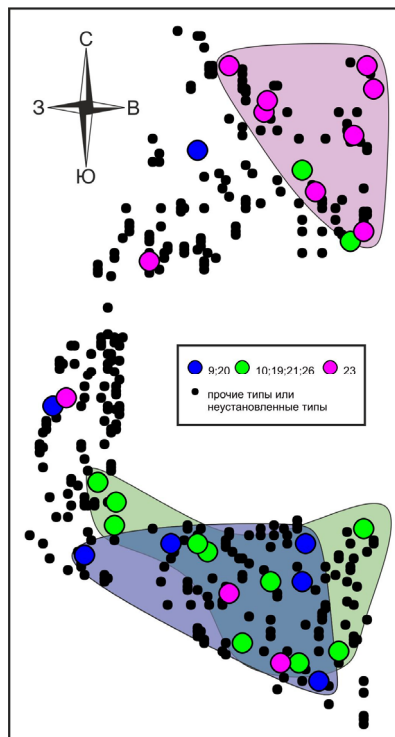 С
З В
Ю
9;20 10;19;21;26 23
прочие типы или
неустановленные типы